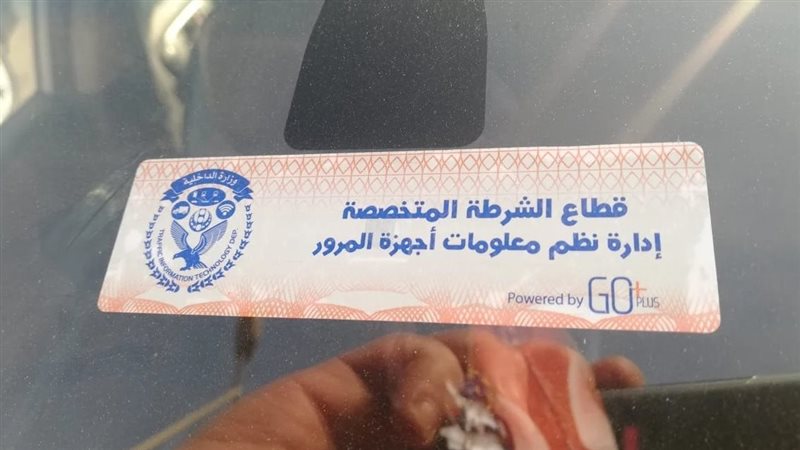 وزارة الداخلية
TRAFFIC INFORMATION TECHNOLOGY DEP.
قطاع الشرطة المتخصصة
إدارة نظم معلومات أجهزة المرور
Powered by GO+ PLUS